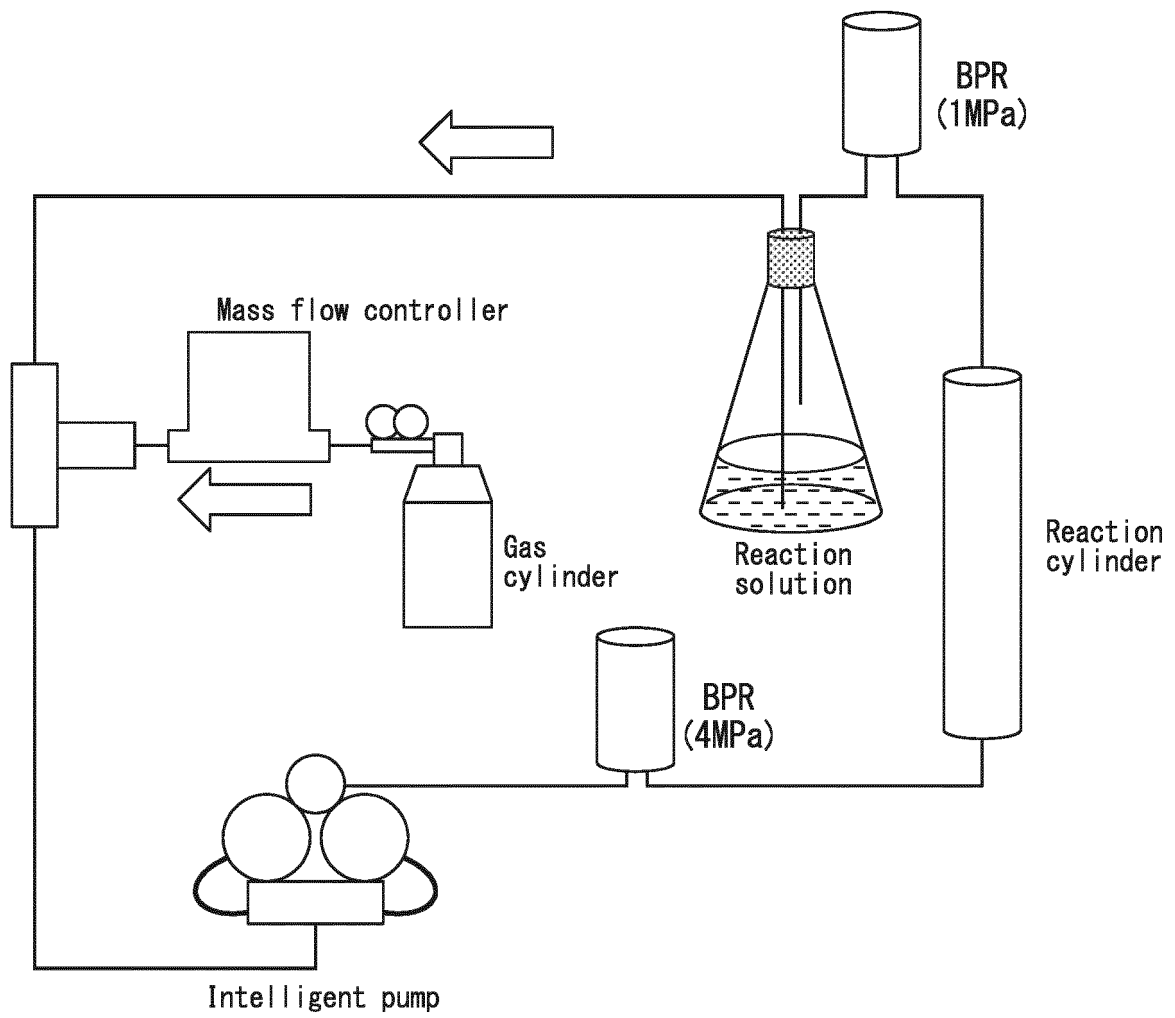 BPR
(1MPa)
Mass flow controller
Gas
cylinder
Reaction
solution
Reaction
cylinder
BPR
(4MPa)
Intelligent pump